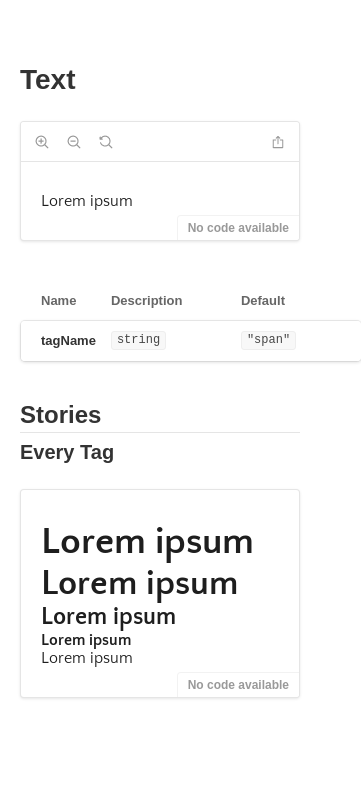 Text
Lorem ipsum
No code available
Name Description Default
tagName string "span"
Stories
Every Tag
Lorem ipsum
Lorem ipsum
Lorem ipsum
Lorem ipsum
Lorem ipsum
No code available